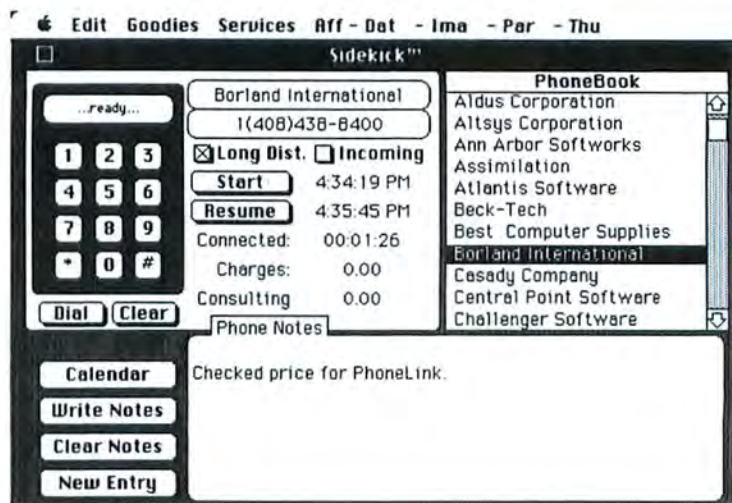 Edit Goodies Services Aff - Dat - Ima - Par - Thu
Sidekick™
...ready...
1 2 3
4 5 6
7 8 9
* 0 #
Dial Clear
Borland International
1(408)438-8400
Long Dist. Incoming
Start 4:34:19 PM
Resume 4:35:45 PM
Connected: 00:01:26
Charges: 0.00
Consulting 0.00
PhoneBook
Aldus Corporation
Altsys Corporation
Ann Arbor Softworks
Assimilation
Atlantis Software
Beck-Tech
Best Computer Supplies
Borland International
Casady Company
Central Point Software
Challenger Software
Calendar
Write Notes
Clear Notes
New Entry
Phone Notes
Checked price for PhoneLink.